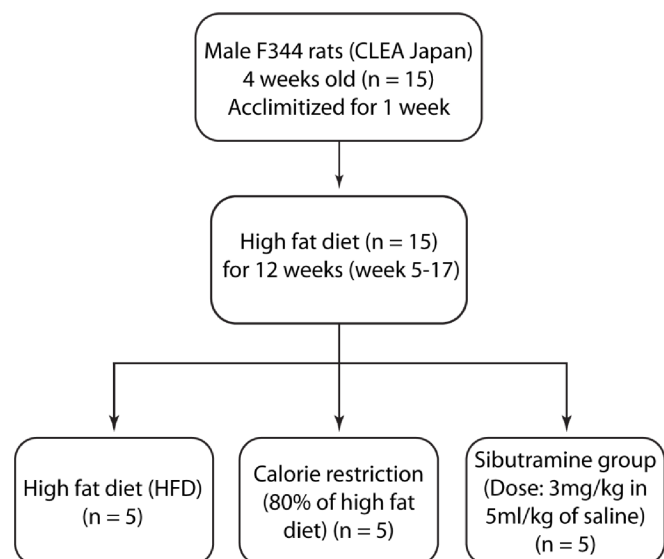 Male F344 rats (CLEA Japan)
4 weeks old (n = 15)
Acclimitized for 1 week
High fat diet (n = 15)
for 12 weeks (week 5-17)
High fat diet (HFD)
(n = 5)
Calorie restriction
(80% of high fat
diet) (n = 5)
Sibutramine group
(Dose: 3mg/kg in
5ml/kg of saline)
(n = 5)